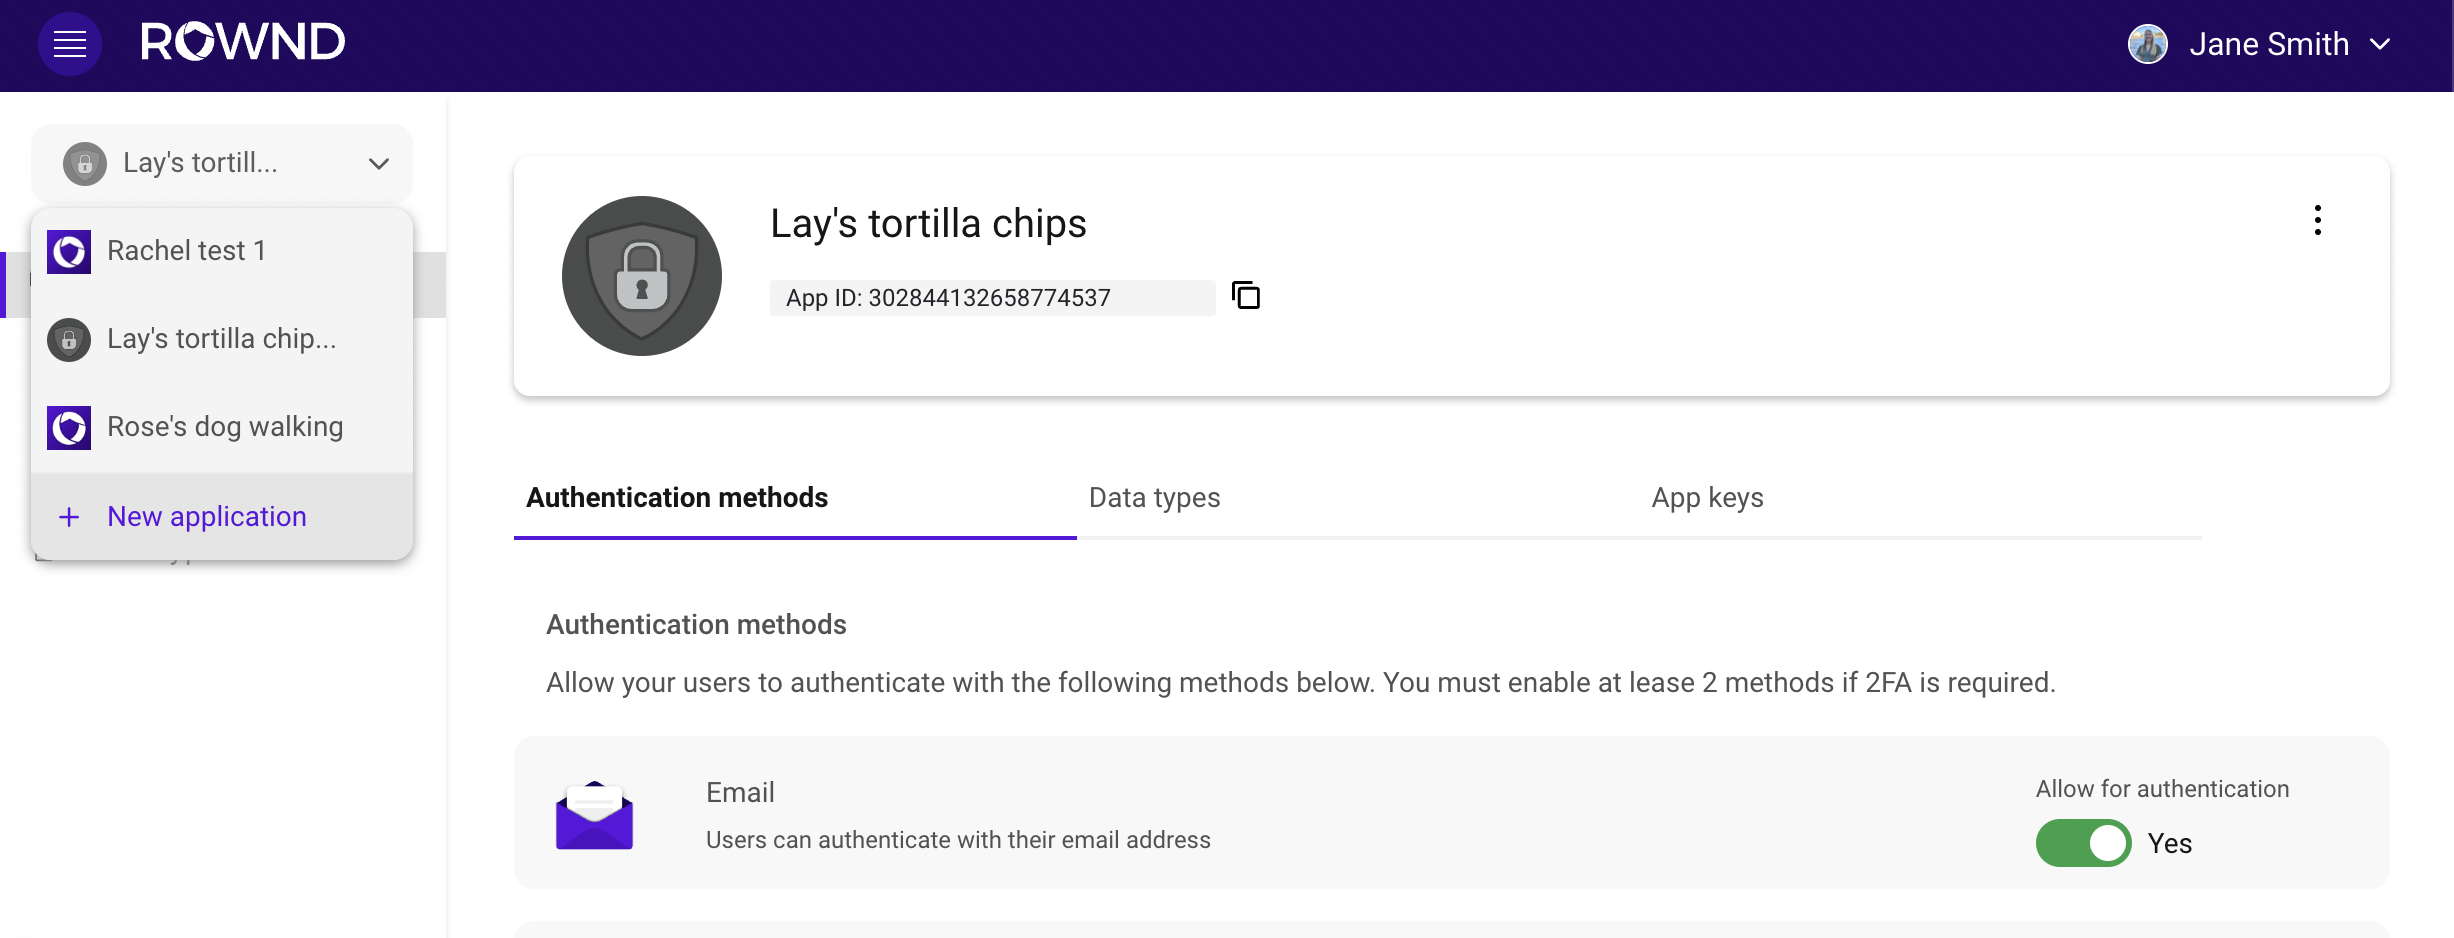 ROWND
Jane Smith
Lay's tortill...
Rachel test 1
Lay's tortilla chip...
Rose's dog walking
+ New application
Lay's tortilla chips
App ID: 302844132658774537
Authentication methods
Data types
App keys
Authentication methods
Allow your users to authenticate with the following methods below. You must enable at lease 2 methods if 2FA is required.
Email
Users can authenticate with their email address
Allow for authentication
Yes